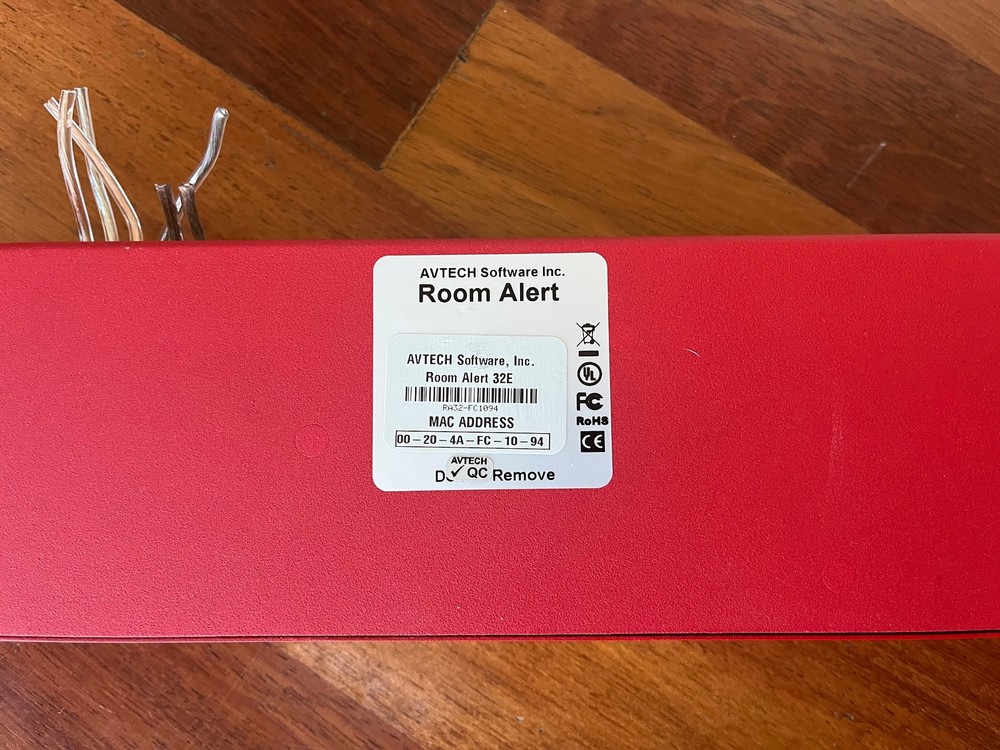 AVTECH Software Inc.
Room Alert
AVTECH Software, Inc.
Room Alert 32E
RA32-FC1094
MAC ADDRESS
00-20-4A-FC-10-94
UL
FC
RoHS
CE
AVTECH
QC
Remove